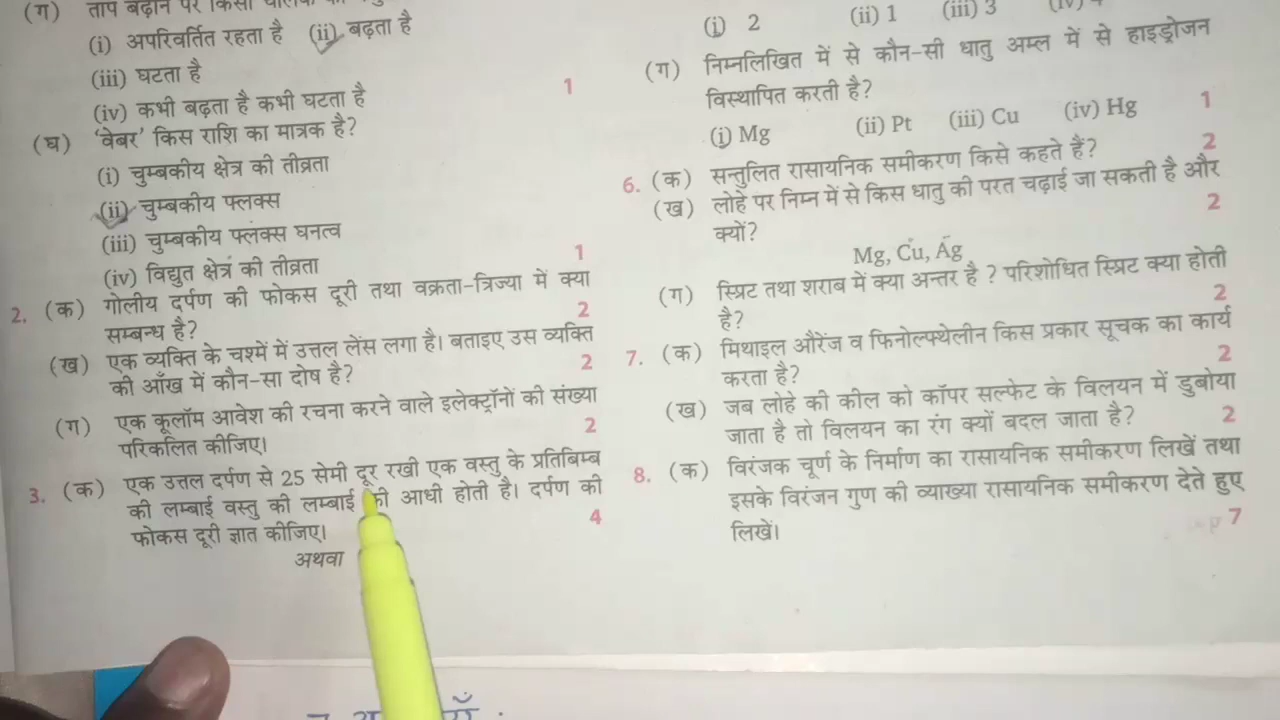 (ग) ताप बढ़ाने पर किसी
(i) अपरिवर्तित रहता है (ii) बढ़ता है
(iii) घटता है
(iv) कभी बढ़ता है कभी घटता है 1
(घ) 'वेबर' किस राशि का मात्रक है?
(i) चुम्बकीय क्षेत्र की तीव्रता
(ii) चुम्बकीय फ्लक्स
(iii) चुम्बकीय फ्लक्स घनत्व
(iv) विद्युत क्षेत्र की तीव्रता 1
2. (क) गोलीय दर्पण की फोकस दूरी तथा वक्रता-त्रिज्या में क्या
सम्बन्ध है? 2
(ख) एक व्यक्ति के चश्में में उत्तल लेंस लगा है। बताइए उस व्यक्ति
की आँख में कौन-सा दोष है? 2
(ग) एक कूलॉम आवेश की रचना करने वाले इलेक्ट्रॉनों की संख्या
परिकलित कीजिए। 2
3. (क) एक उत्तल दर्पण से 25 सेमी दूर रखी एक वस्तु के प्रतिबिम्ब
की लम्बाई वस्तु की लम्बाई की आधी होती है। दर्पण की
फोकस दूरी ज्ञात कीजिए। 4
अथवा
(i) 2 (ii) 1 (iii) 3 (iv) 4
(ग) निम्नलिखित में से कौन-सी धातु अम्ल में से हाइड्रोजन
विस्थापित करती है? 1
(i) Mg (ii) Pt (iii) Cu (iv) Hg
6. (क) सन्तुलित रासायनिक समीकरण किसे कहते हैं? 2
(ख) लोहे पर निम्न में से किस धातु की परत चढ़ाई जा सकती है और
क्यों? 2
Mg, Cu, Ag
(ग) स्प्रिट तथा शराब में क्या अन्तर है ? परिशोधित स्प्रिट क्या होती
है? 2
7. (क) मिथाइल औरेंज व फिनोल्फ्थेलीन किस प्रकार सूचक का कार्य
करता है? 2
(ख) जब लोहे की कील को कॉपर सल्फेट के विलयन में डुबोया
जाता है तो विलयन का रंग क्यों बदल जाता है? 2
8. (क) विरंजक चूर्ण के निर्माण का रासायनिक समीकरण लिखें तथा
इसके विरंजन गुण की व्याख्या रासायनिक समीकरण देते हुए
लिखें। 7